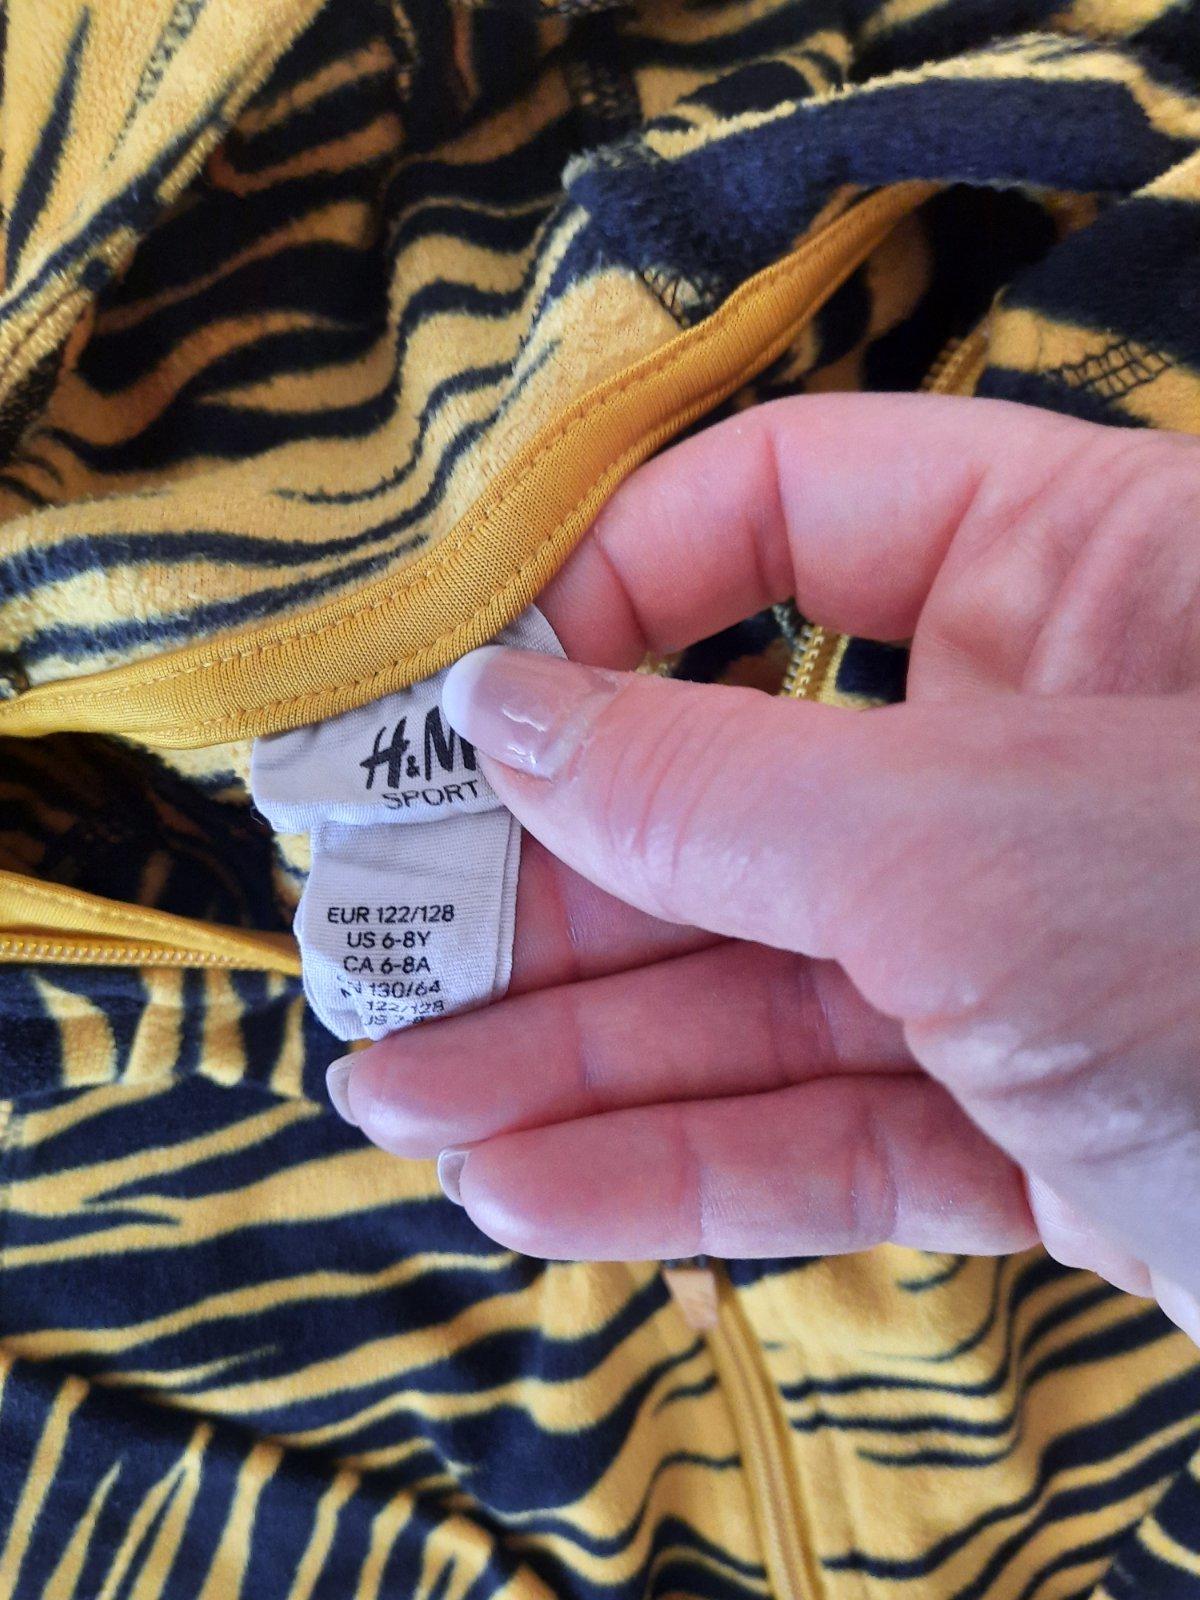 H&M
SPORT
EUR 122/128
US 6-8Y
CA 6-8A
130/64
122/128